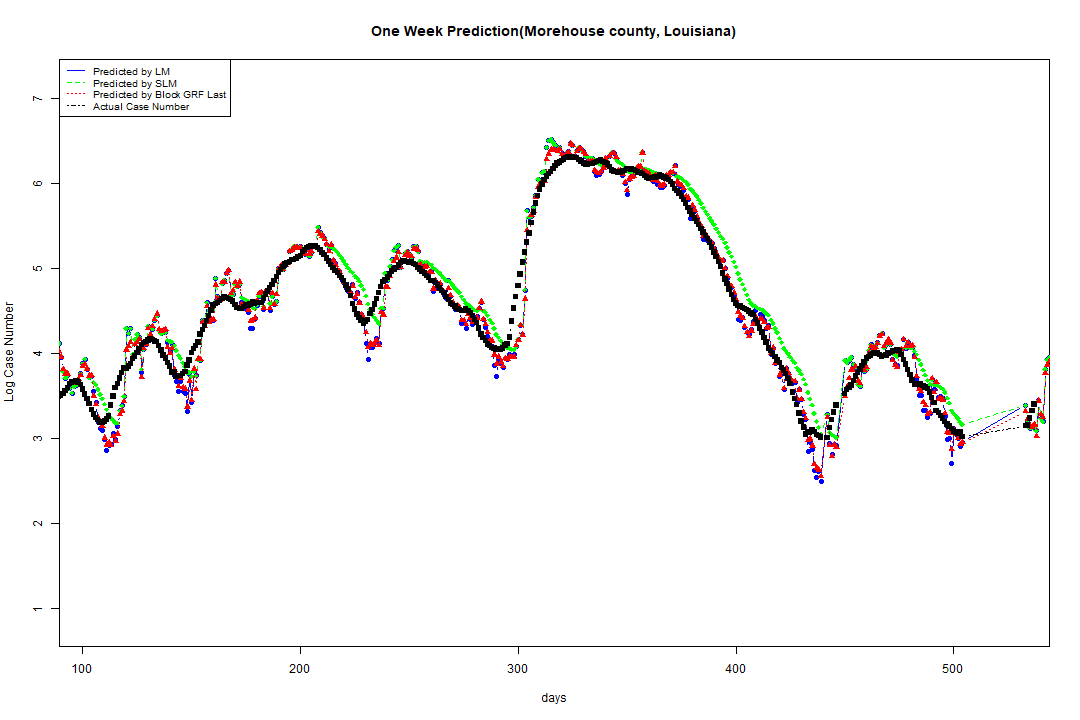 One Week Prediction(Morehouse county, Louisiana)
Predicted by LM
Predicted by SLM
Predicted by Block GRF Last
Actual Case Number
7
6
5
4
3
2
1
Log Case Number
100 200 300 400 500
days